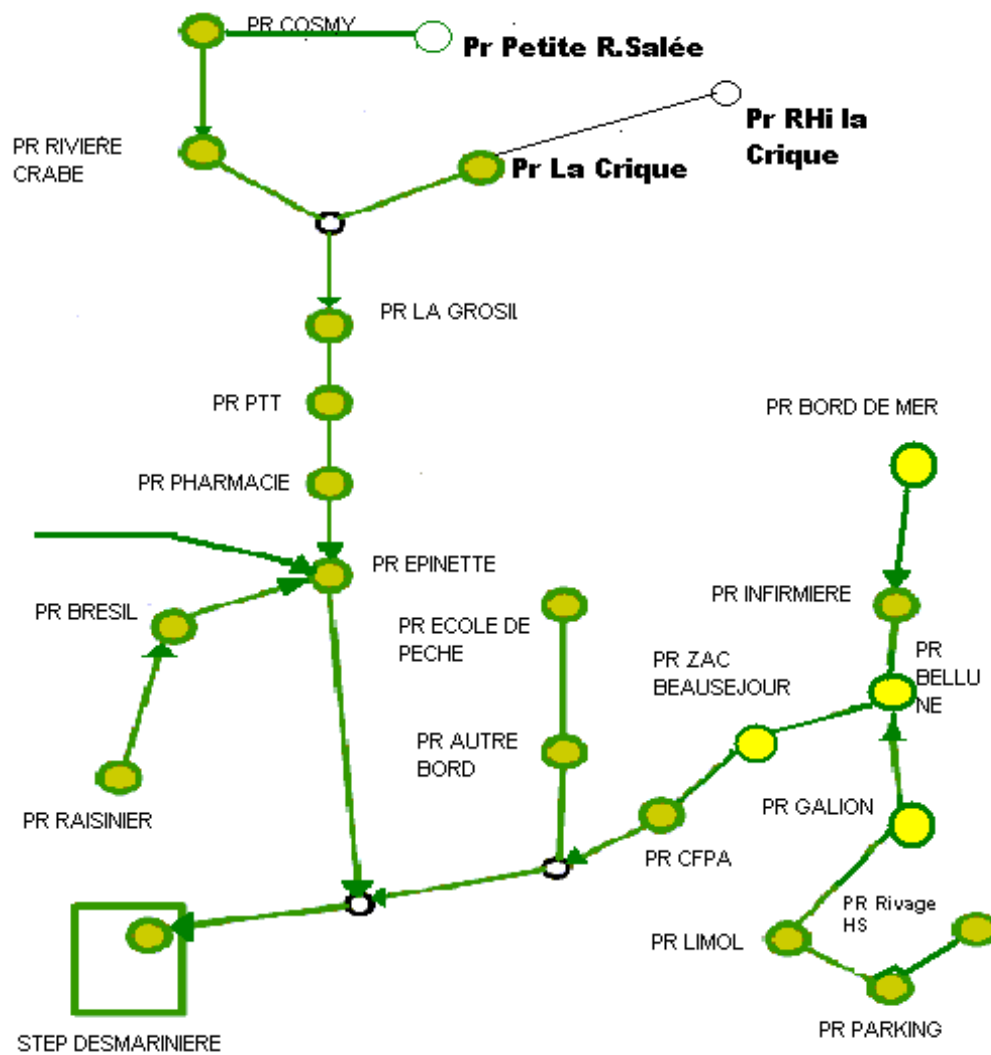 PR COSMY
Pr Petite R.Salée
Pr RHi la
Crique
PR RIVIERE
CRABE
Pr La Crique
PR LA GROSIL
PR PTT
PR BORD DE MER
PR PHARMACIE
PR EPINETTE
PR INFIRMIERE
PR BRESIL
PR ECOLE DE
PECHE
PR ZAC
BEAUSEJOUR
PR
BELLU
NE
PR AUTRE
BORD
PR GALION
PR RAISINIER
PR CFPA
PR Rivage
HS
PR LIMOL
PR PARKING
STEP DESMARINIERE